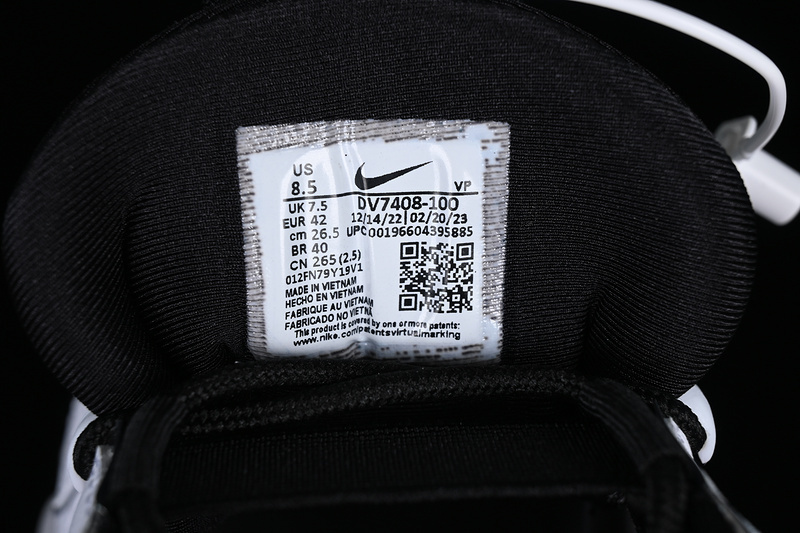 US
8.5
VP
UK 7.5 DV7408-100
EUR 42 12/14/22 | 02/20/23
cm 26.5 UPC00196604395885
BR 40
CN 265 (2.5)
012FN79Y19V1
MADE IN VIETNAM
HECHO EN VIETNAM
FABRIQUE AU VIETNAM
FABRICADO NO VIETNÃ
This product is covered by one or more patents:
www.nike.com/patentsvirtualmarking